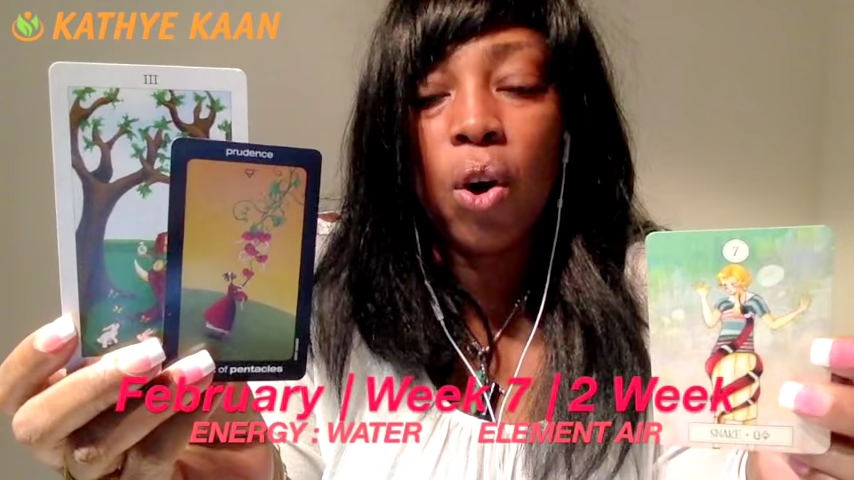 KATHYE KAAN
III
prudence
7
t of pentacles
February | Week 7 | 2 Week
ENERGY : WATER ELEMENT AIR
SNAKE